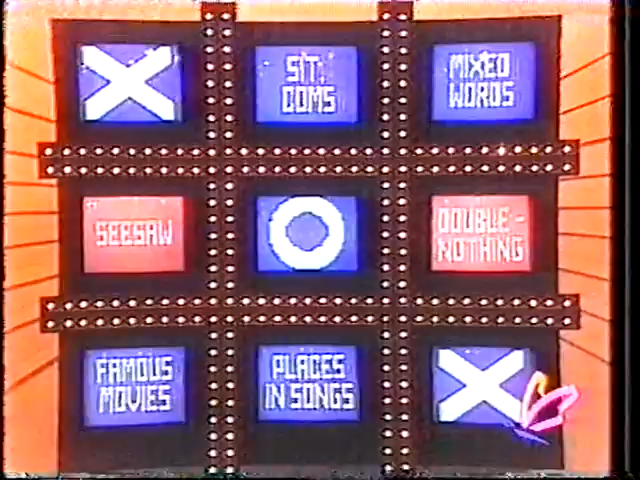 X
SIT:
COMS
MIXED
WORDS
SEESAW
O
DOUBLE-
NOTHING
FAMOUS
MOVIES
PLACES
IN SONGS
X